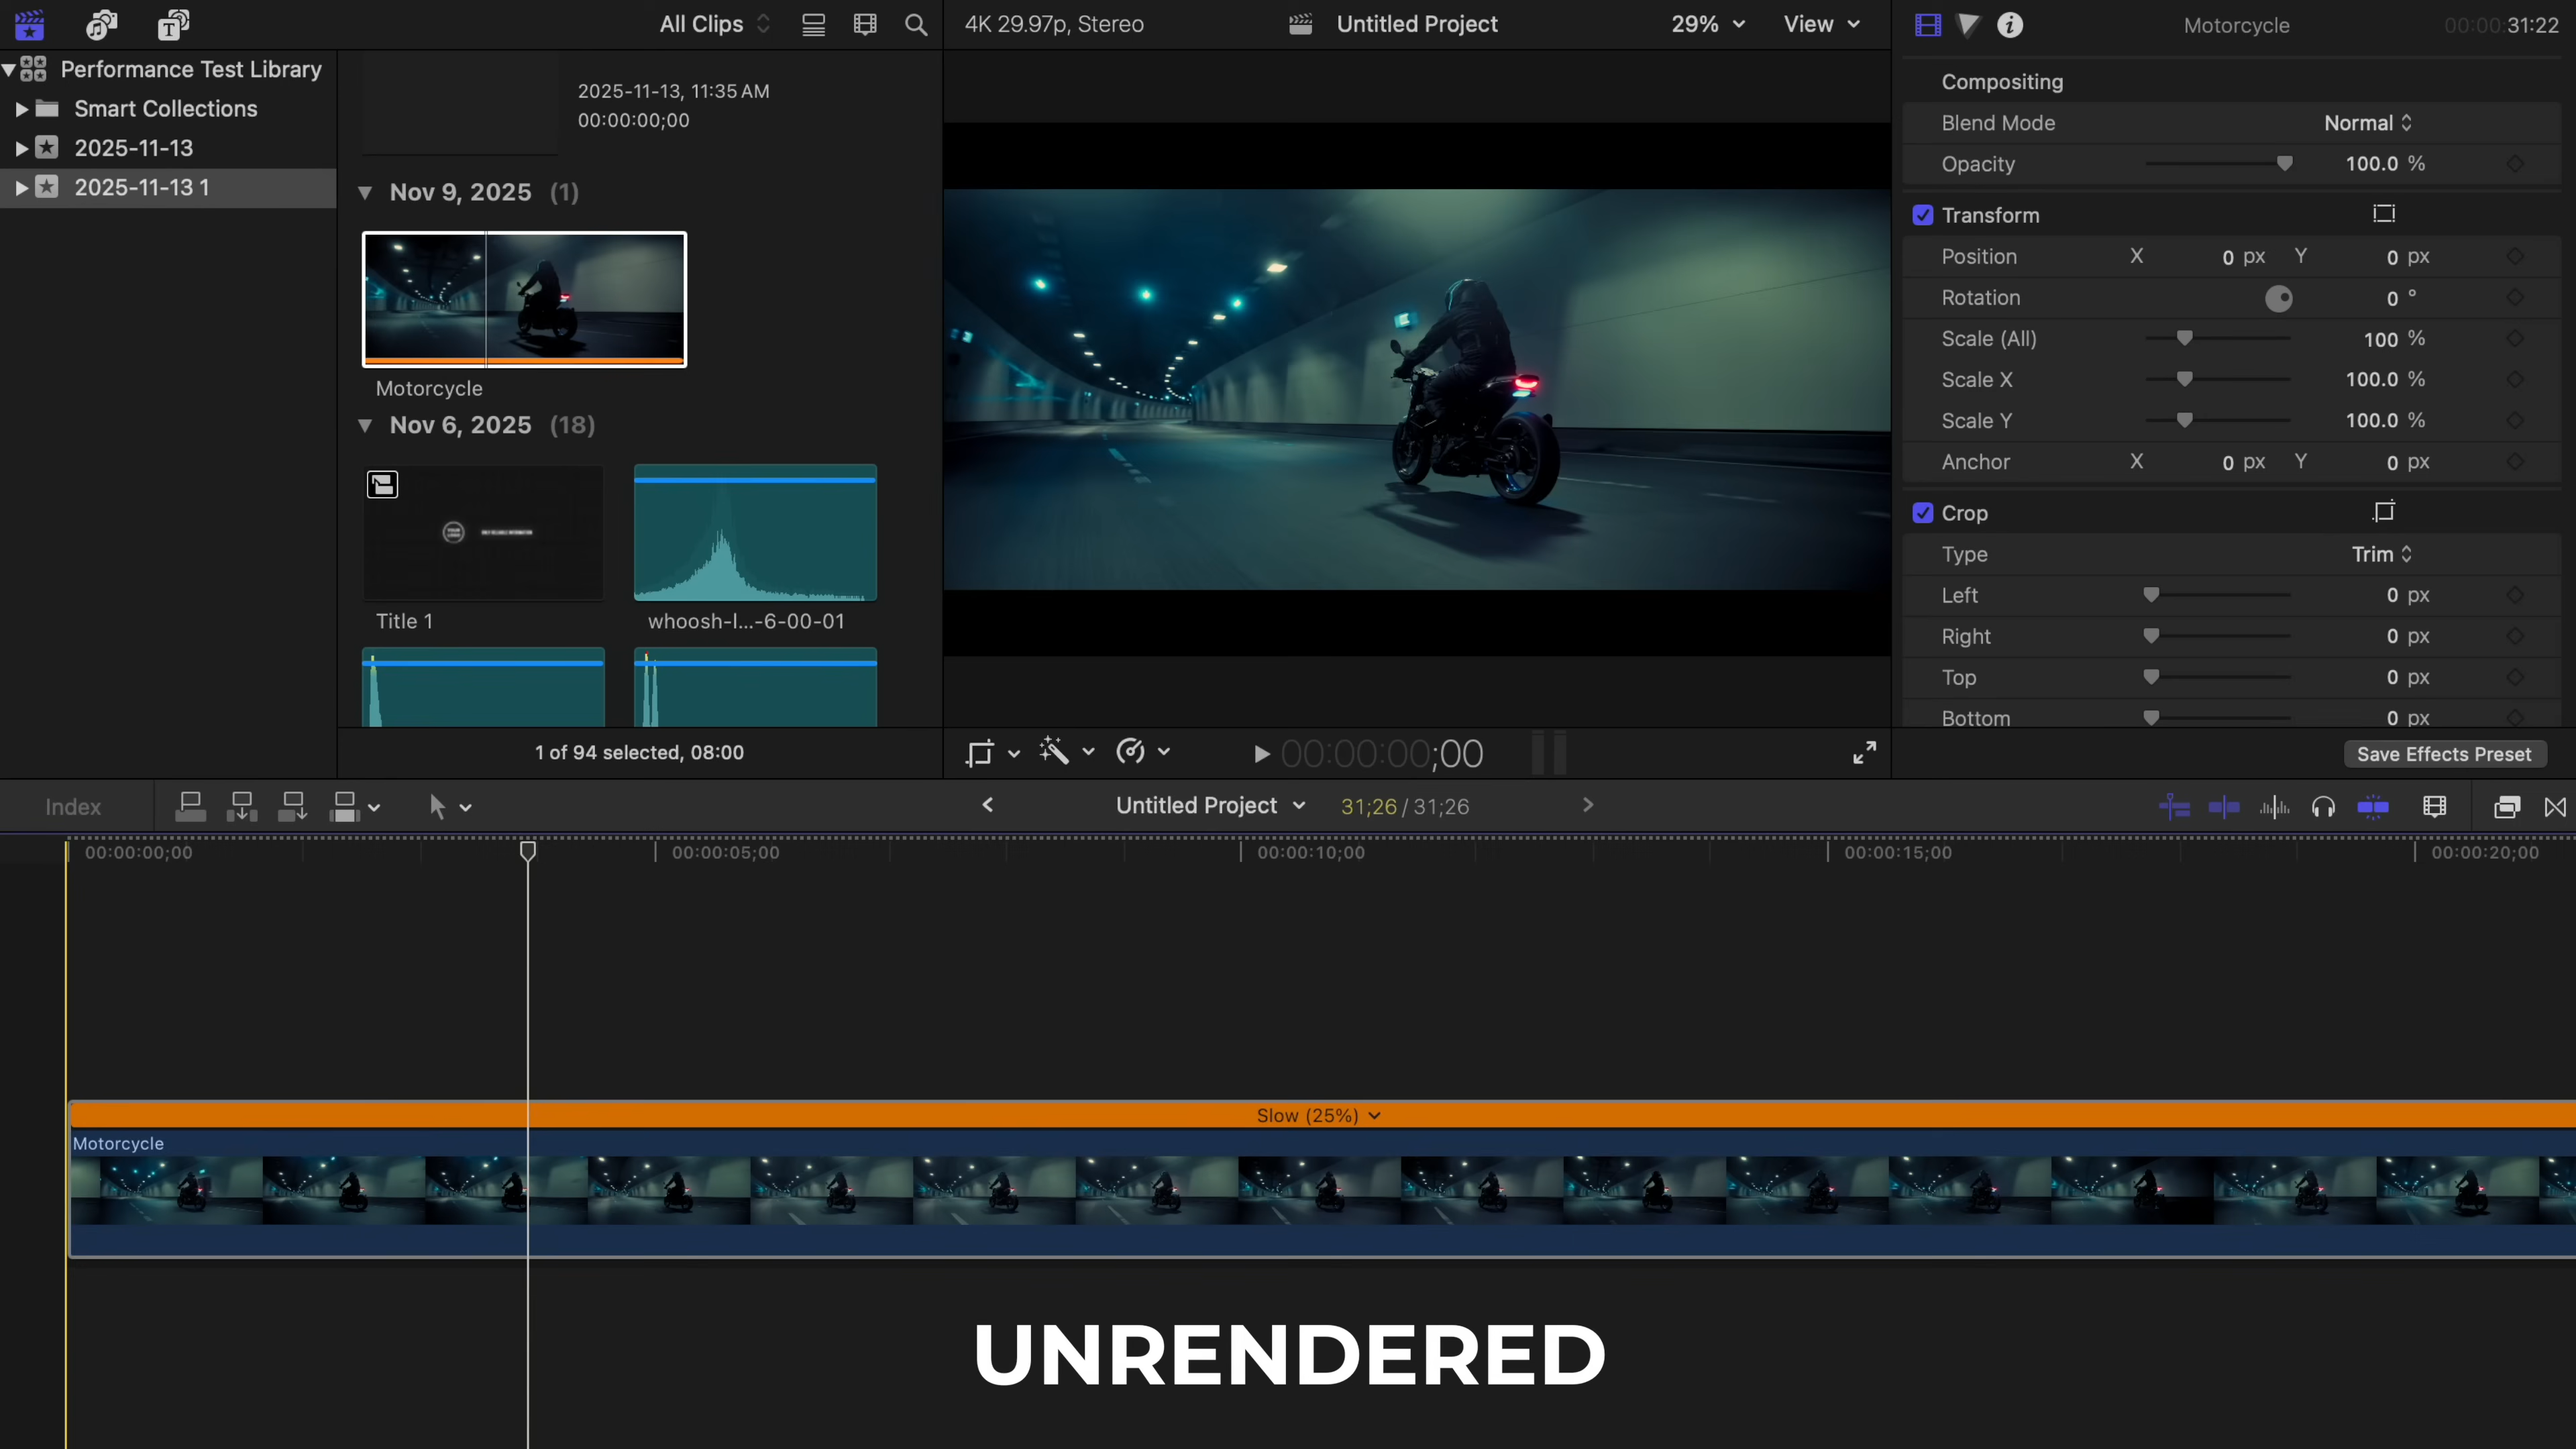 All Clips
4K 29.97p, Stereo
Untitled Project
29%
View
Motorcycle
00:00:00:31:22
Performance Test Library
Smart Collections
2025-11-13
2025-11-13 1
2025-11-13, 11:35 AM
00:00:00;00
Nov 9, 2025 (1)
Motorcycle
Nov 6, 2025 (18)
Title 1
whoosh-l...-6-00-01
1 of 94 selected, 08:00
00:00:00:00;00
Compositing
Blend Mode Normal
Opacity 100.0 %
Transform
Position X 0 px Y 0 px
Rotation 0 °
Scale (All) 100 %
Scale X 100.0 %
Scale Y 100.0 %
Anchor X 0 px Y 0 px
Crop
Type Trim
Left 0 px
Right 0 px
Top 0 px
Bottom 0 px
Save Effects Preset
Index
Untitled Project
31;26 / 31;26
00:00:00;00
00:00:05;00
00:00:10;00
00:00:15;00
00:00:20;00
Slow (25%)
Motorcycle
UNRENDERED